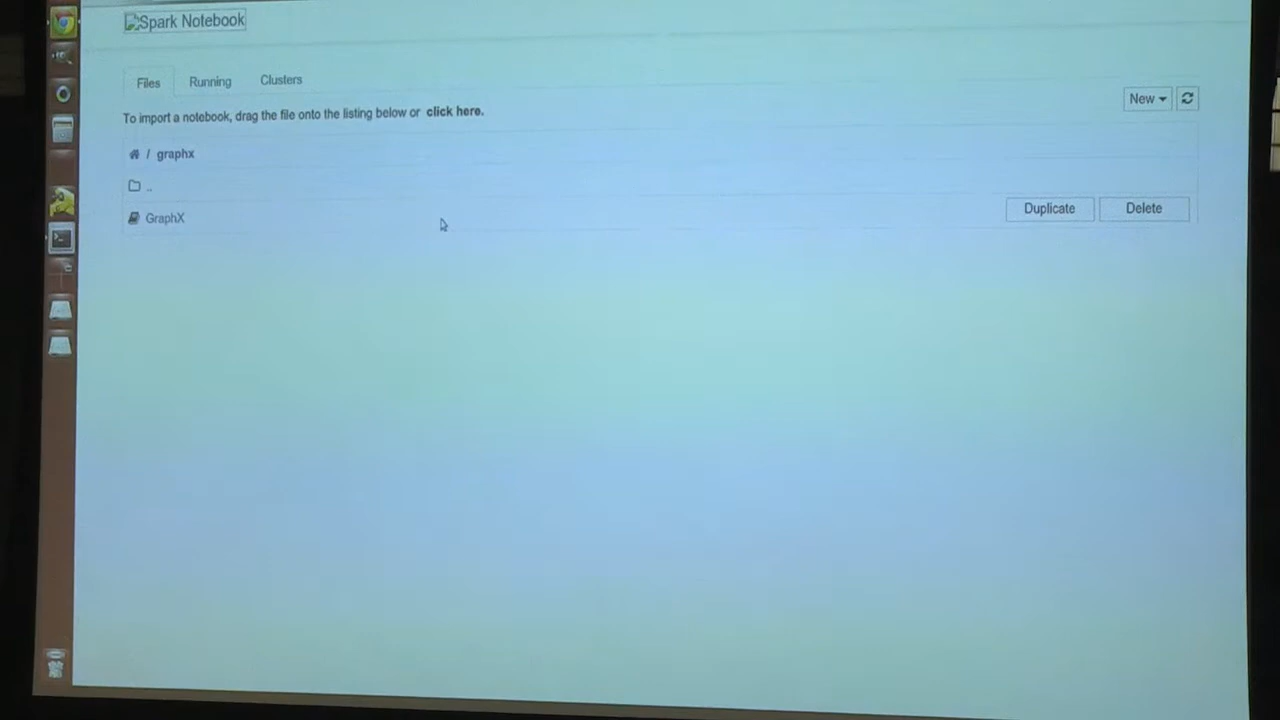 Spark Notebook
Files Running Clusters
To import a notebook, drag the file onto the listing below or click here.
New
/ graphx
..
GraphX
Duplicate Delete